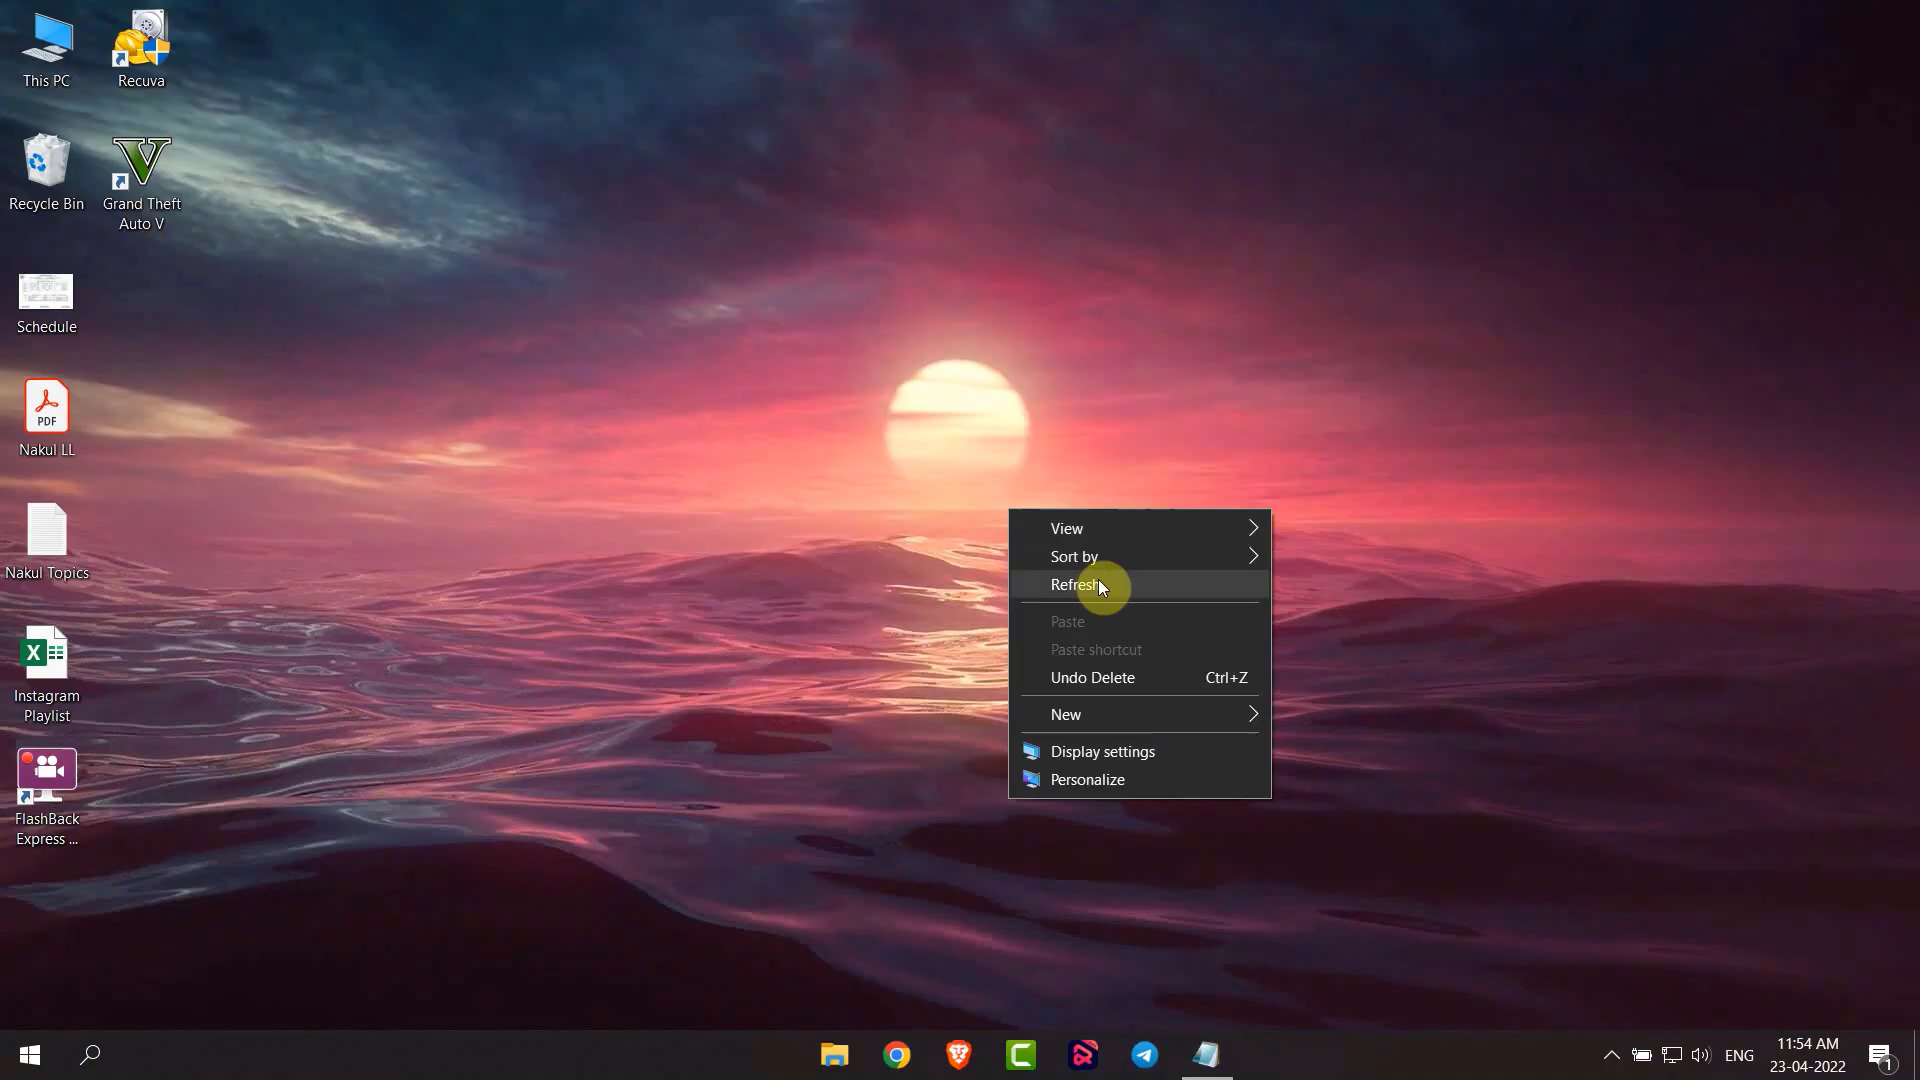 This PC
Recuva
Recycle Bin
Grand Theft
Auto V
Schedule
PDF
Nakul LL
Nakul Topics
X
Instagram
Playlist
FlashBack
Express ...
View
Sort by
Refresh
Paste
Paste shortcut
Undo Delete Ctrl+Z
New
Display settings
Personalize
ENG
11:54 AM
23-04-2022
1